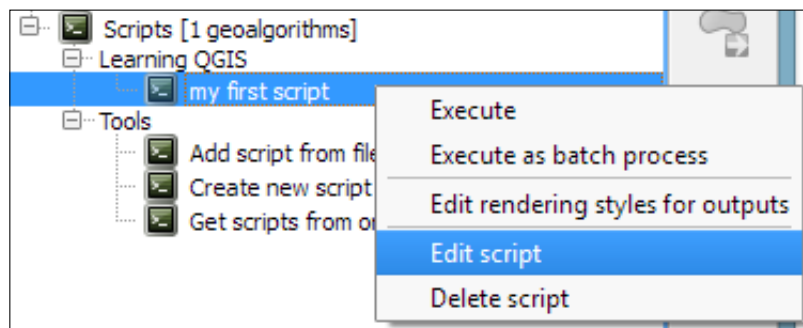 Scripts [1 geoalgorithms]
Learning QGIS
my first script
Tools
Add script from file
Create new script
Get scripts from
Execute
Execute as batch process
Edit rendering styles for outputs
Edit script
Delete script